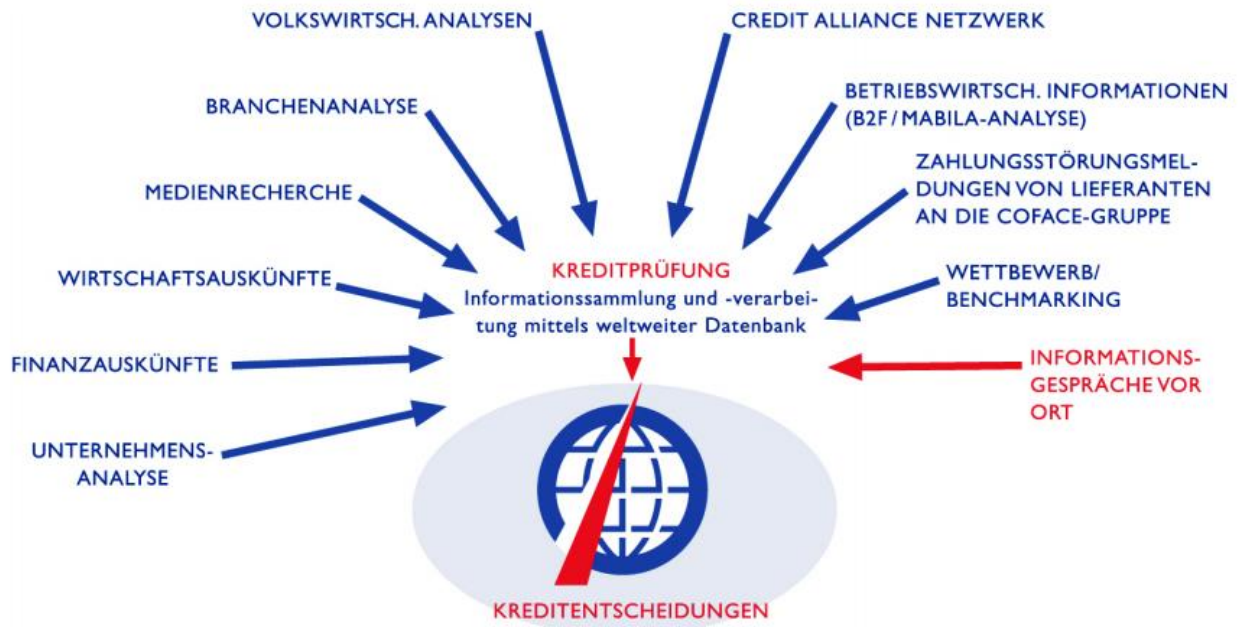 VOLKSWIRTSCH. ANALYSEN
CREDIT ALLIANCE NETZWERK
BRANCHENANALYSE
BETRIEBSWIRTSCH. INFORMATIONEN
(B2F / MABILA-ANALYSE)
MEDIENRECHERCHE
ZAHLUNGSSTÖRUNGSMEL-
DUNGEN VON LIEFERANTEN
AN DIE COFACE-GRUPPE
WIRTSCHAFTSAUSKÜNFTE
KREDITPRÜFUNG
Informationssammlung und -verarbei-
tung mittels weltweiter Datenbank
WETTBEWERB/
BENCHMARKING
FINANZAUSKÜNFTE
INFORMATIONS-
GESPRÄCHE VOR
ORT
UNTERNEHMENS-
ANALYSE
KREDITENTSCHEIDUNGEN